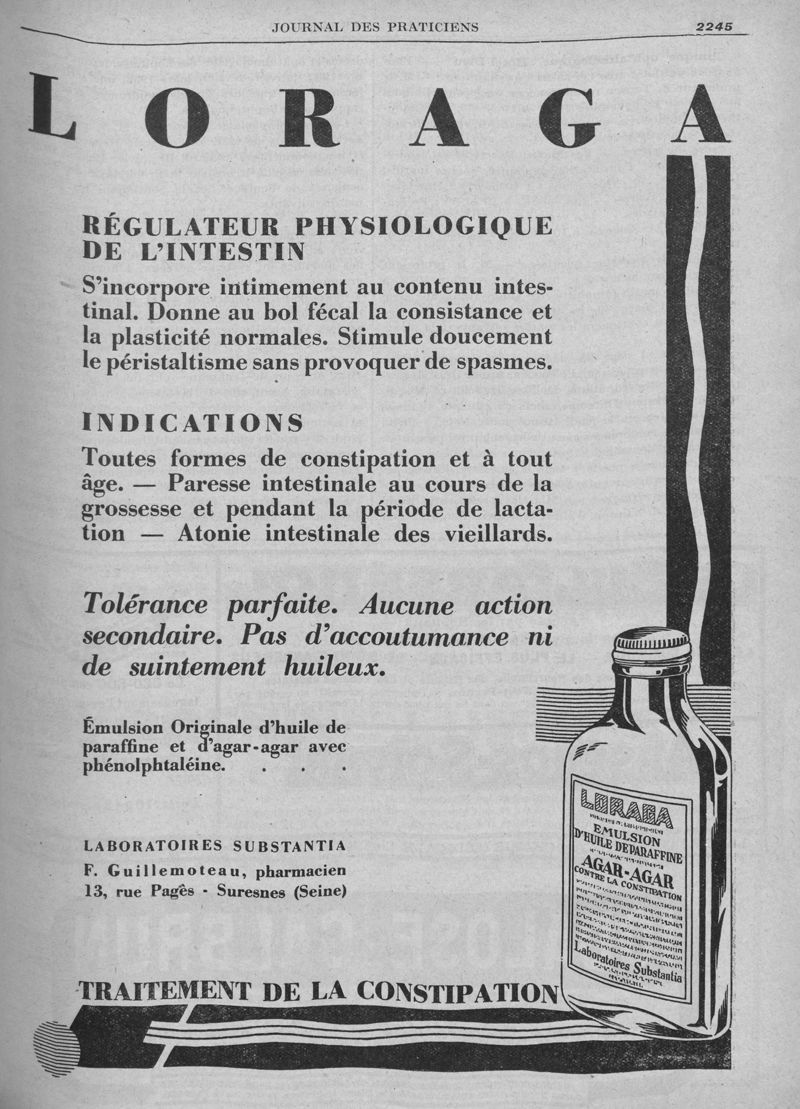 JOURNAL DES PRATICIENS 2245
LORAGA
RÉGULATEUR PHYSIOLOGIQUE
DE L'INTESTIN
S'incorpore intimement au contenu intes-
tinal. Donne au bol fécal la consistance et
la plasticité normales. Stimule doucement
le péristaltisme sans provoquer de spasmes.
INDICATIONS
Toutes formes de constipation et à tout
âge. — Paresse intestinale au cours de la
grossesse et pendant la période de lacta-
tion — Atonie intestinale des vieillards.
Tolérance parfaite. Aucune action
secondaire. Pas d'accoutumance ni
de suintement huileux.
Émulsion Originale d'huile de
paraffine et d'agar-agar avec
phénolphtaléine. . . .
LABORATOIRES SUBSTANTIA
F. Guillemoteau, pharmacien
13, rue Pagès - Suresnes (Seine)
LORAGA
EMULSION
D'HUILE DE PARAFFINE
AGAR-AGAR
CONTRE LA CONSTIPATION
Laboratoires Substantia
TRAITEMENT DE LA CONSTIPATION